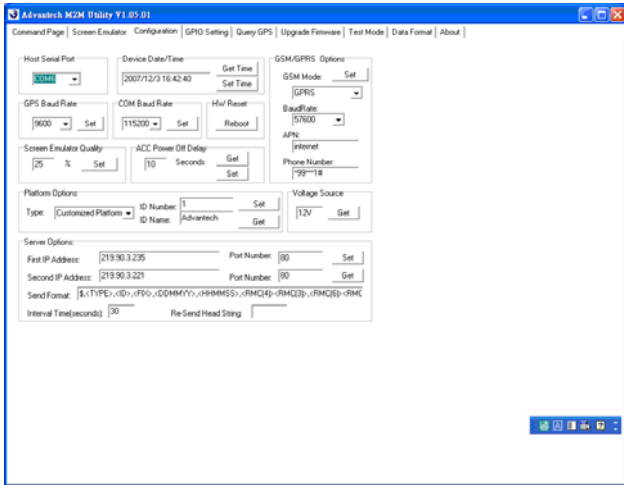 Advantech M2M Utility V1.05.01
Command Page Screen Emulator Configuration GPIO Setting Query GPS Upgrade Firmware Test Mode Data Format About
Host Serial Port
COM6
Device Date/Time
2007/12/3 16:42:40
Get Time
Set Time
GSM/GPRS Options
GSM Mode: Set
GPRS
BaudRate:
57600
APN:
internet
Phone Number:
*99***1#
GPS Baud Rate
9600 Set
COM Baud Rate
115200 Set
HW Reset
Reboot
Screen Emulator Quality
25 % Set
ACC Power Off Delay
10 Seconds Get
Set
Platform Options
Type: Customized Platform ID Number: 1 Set
ID Name: Advantech Get
Voltage Source
12V Get
Server Options:
First IP Address: 219.90.3.235 Port Number: 80 Set
Second IP Address: 219.90.3.221 Port Number: 80 Get
Send Format: $,<TYPE>,<ID>,<FIX>,<DDMMYY>,<HHMMSS>,<RMC(4)><RMC(3)>,<RMC(6)><RMC
Interval Time(seconds): 30 Re-Send Head String: